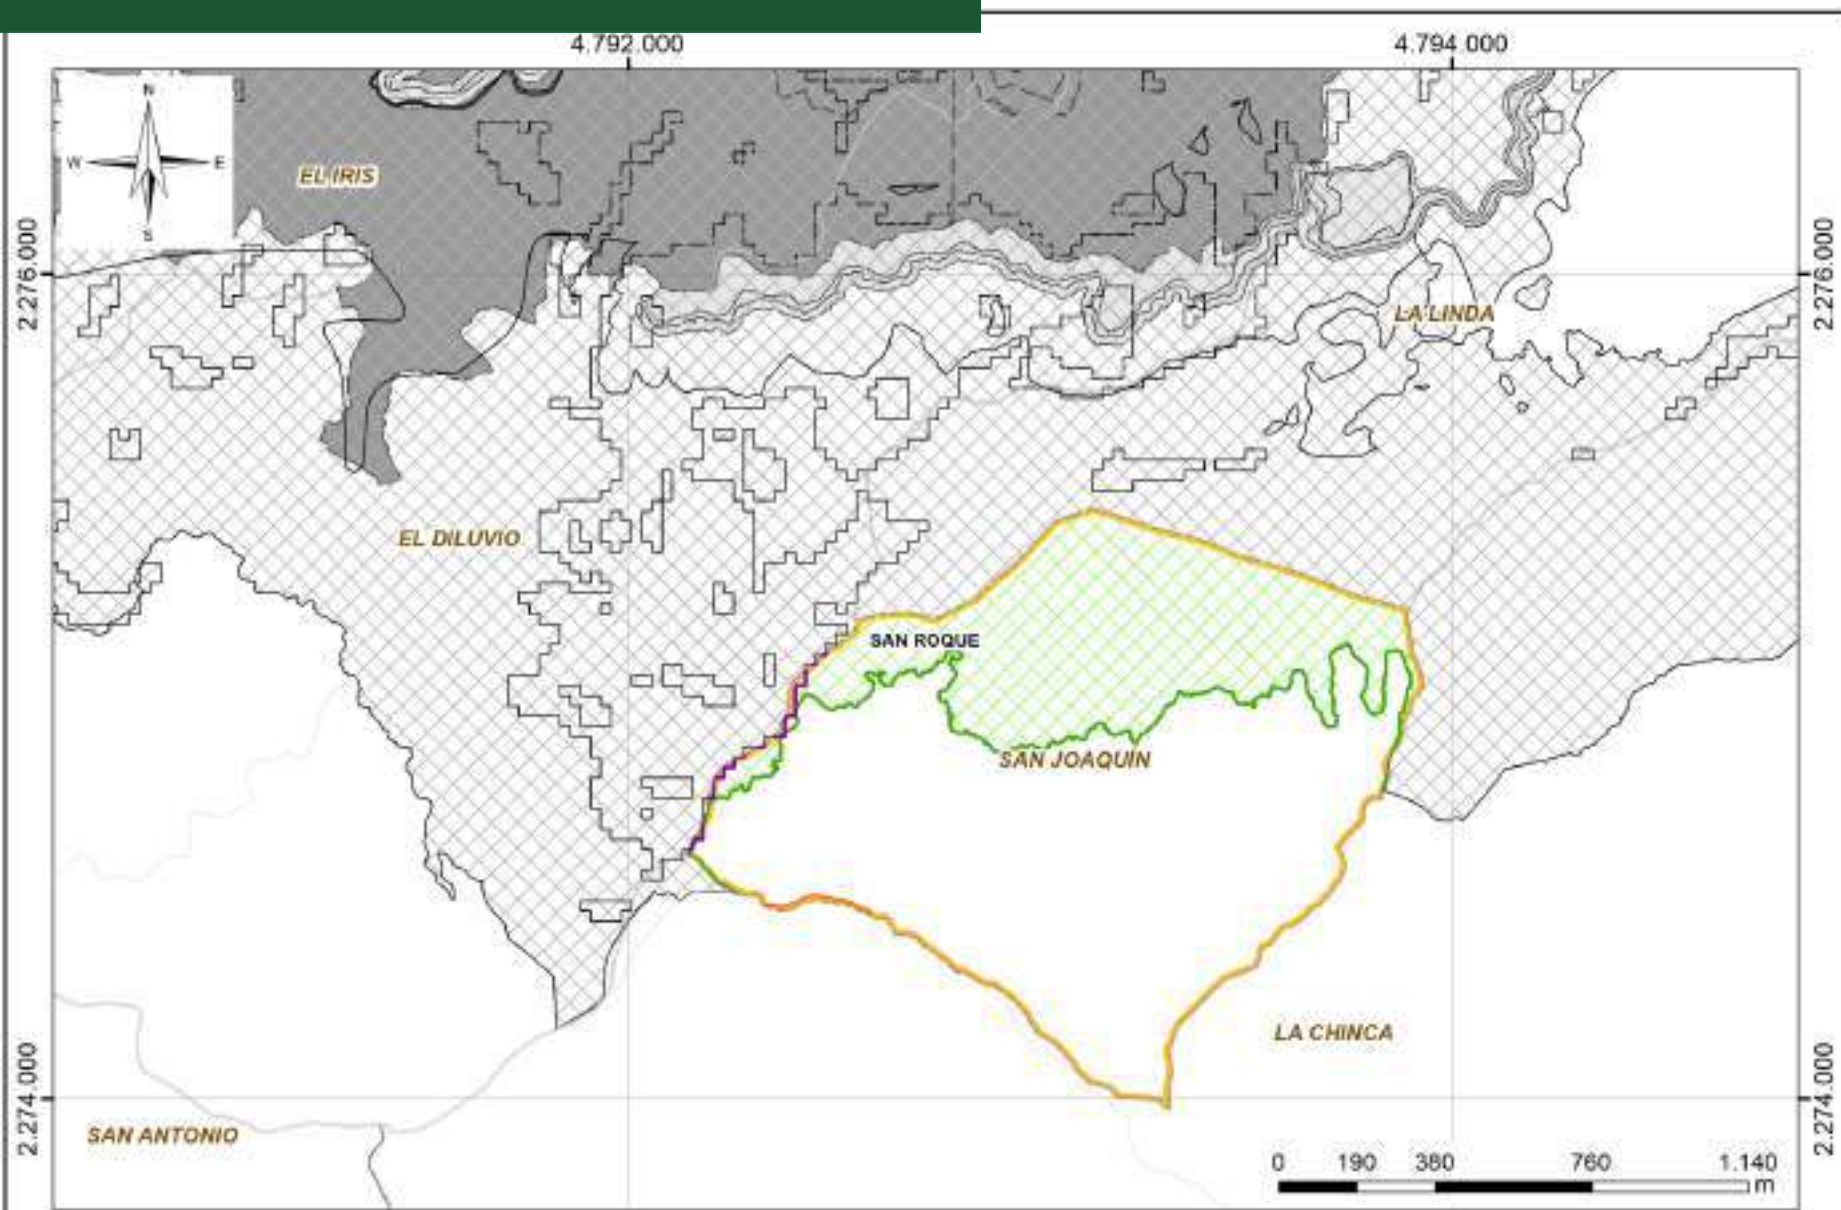 4.792.000
4.794.000
N
W
E
S
EL IRIS
2.276.000
2.276.000
LA LINDA
EL DILUVIO
SAN ROQUE
SAN JOAQUIN
LA CHINCA
2.274.000
2.274.000
SAN ANTONIO
0 190 380 760 1.140
m